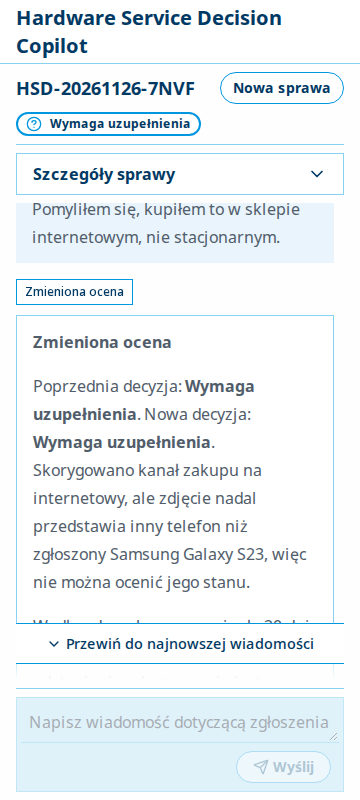 Hardware Service Decision
Copilot
HSD-20261126-7NVF
Nowa sprawa
Wymaga uzupełnienia
Szczegóły sprawy
Pomyliłem się, kupiłem to w sklepie
internetowym, nie stacjonarnym.
Zmieniona ocena
Zmieniona ocena
Poprzednia decyzja: Wymaga
uzupełnienia. Nowa decyzja:
Wymaga uzupełnienia.
Skorygowano kanał zakupu na
internetowy, ale zdjęcie nadal
przedstawia inny telefon niż
zgłoszony Samsung Galaxy S23, więc
nie można ocenić jego stanu.
Przewiń do najnowszej wiadomości
Napisz wiadomość dotyczącą zgłoszenia
Wyślij